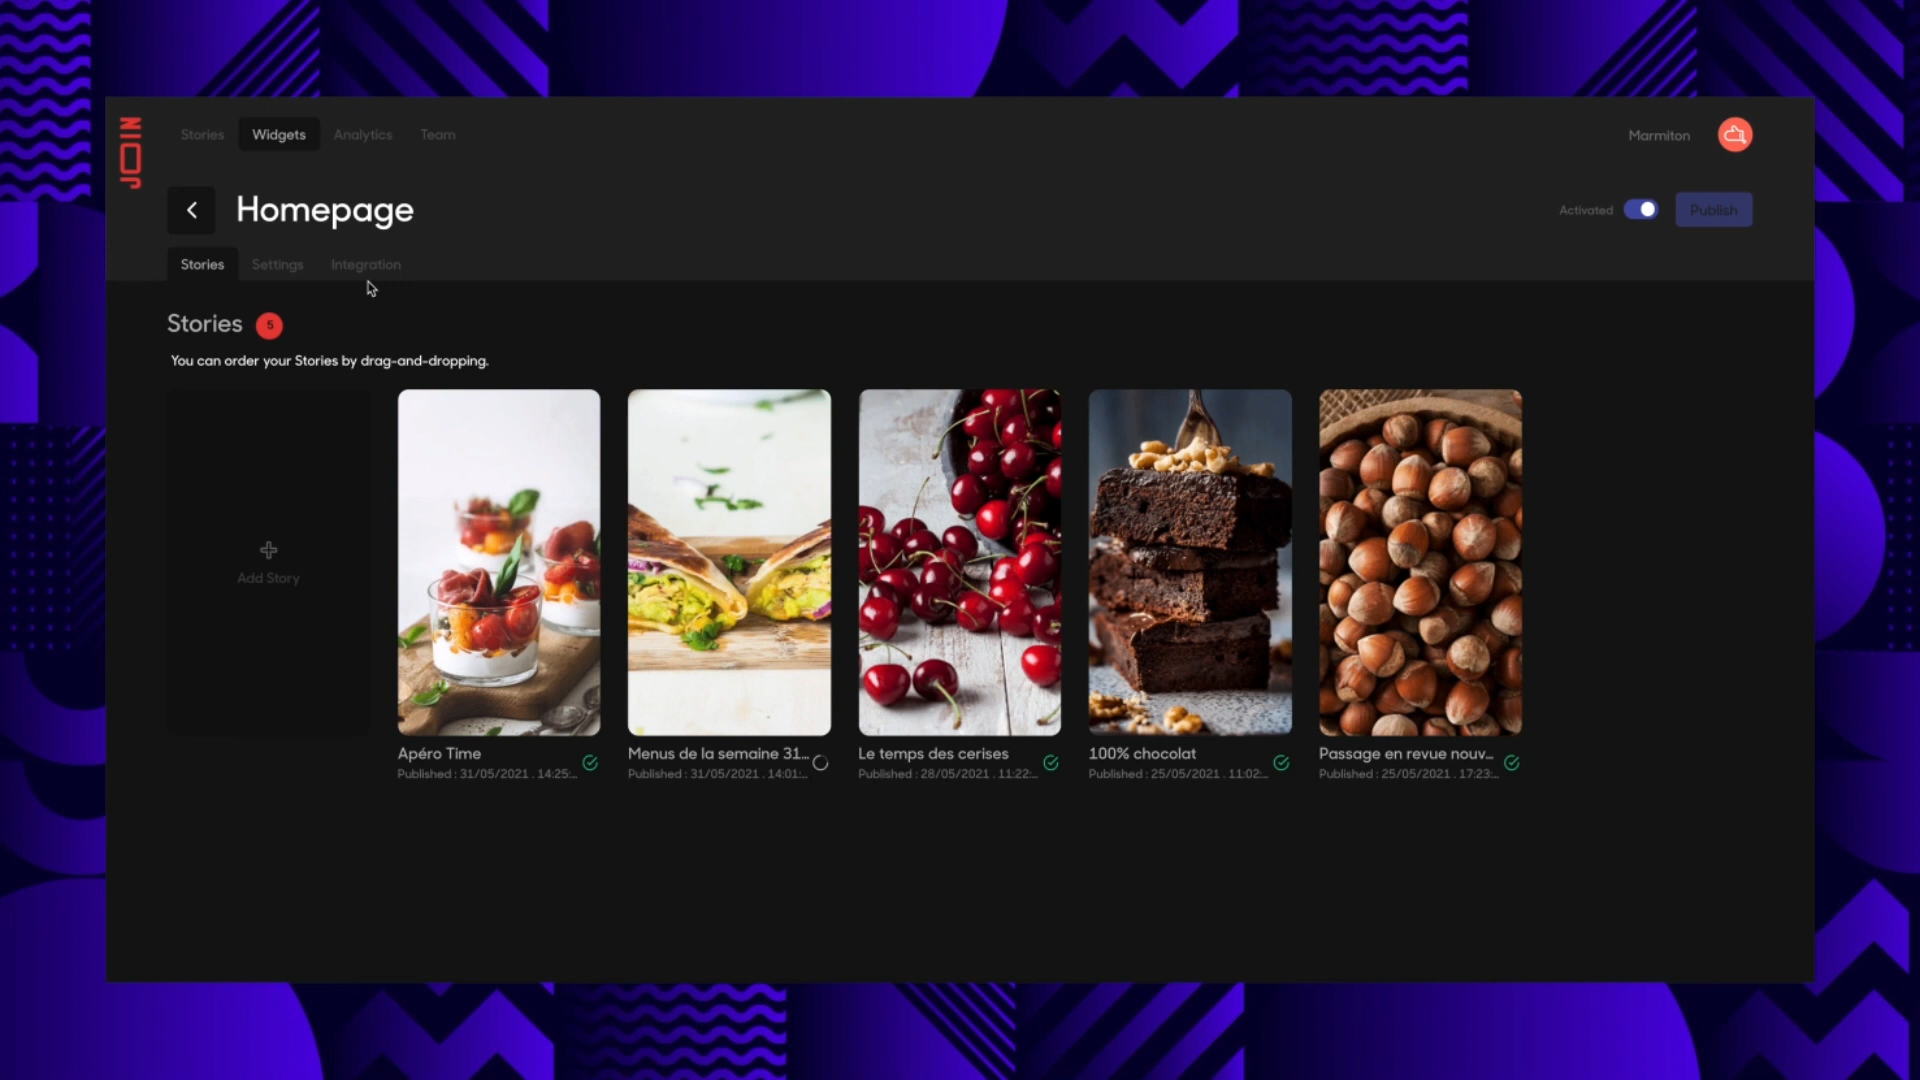 JOIN
Stories
Widgets
Analytics
Team
Marmiton
Homepage
Activated
Publish
Stories
Settings
Integration
Stories 5
You can order your Stories by drag-and-dropping.
Add Story
Apéro Time
Published : 31/05/2021 . 14:25:...
Menus de la semaine 31...
Published : 31/05/2021 . 14:01:...
Le temps des cerises
Published : 28/05/2021 . 11:22:...
100% chocolat
Published : 25/05/2021 . 11:02:...
Passage en revue nouv...
Published : 25/05/2021 . 17:23:...